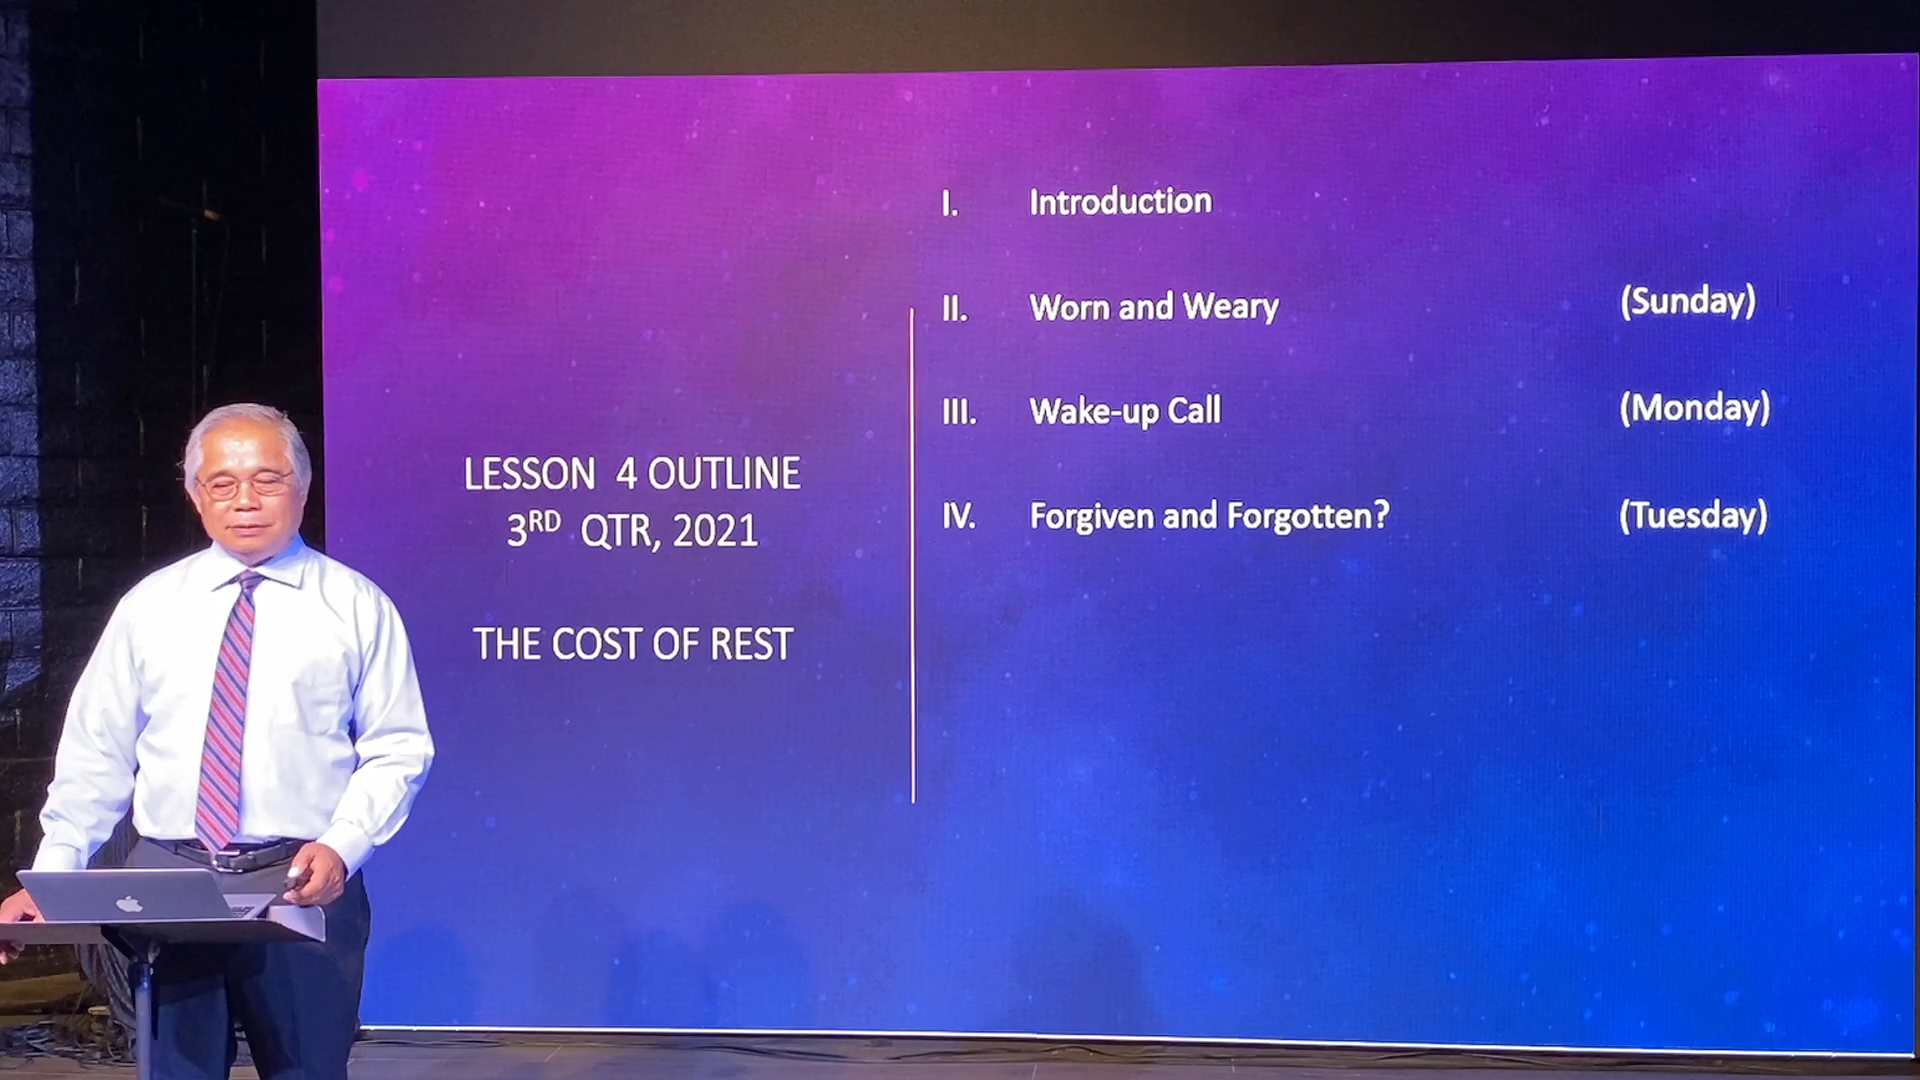 LESSON 4 OUTLINE
3RD QTR, 2021
THE COST OF REST
I. Introduction
II. Worn and Weary (Sunday)
III. Wake-up Call (Monday)
IV. Forgiven and Forgotten? (Tuesday)